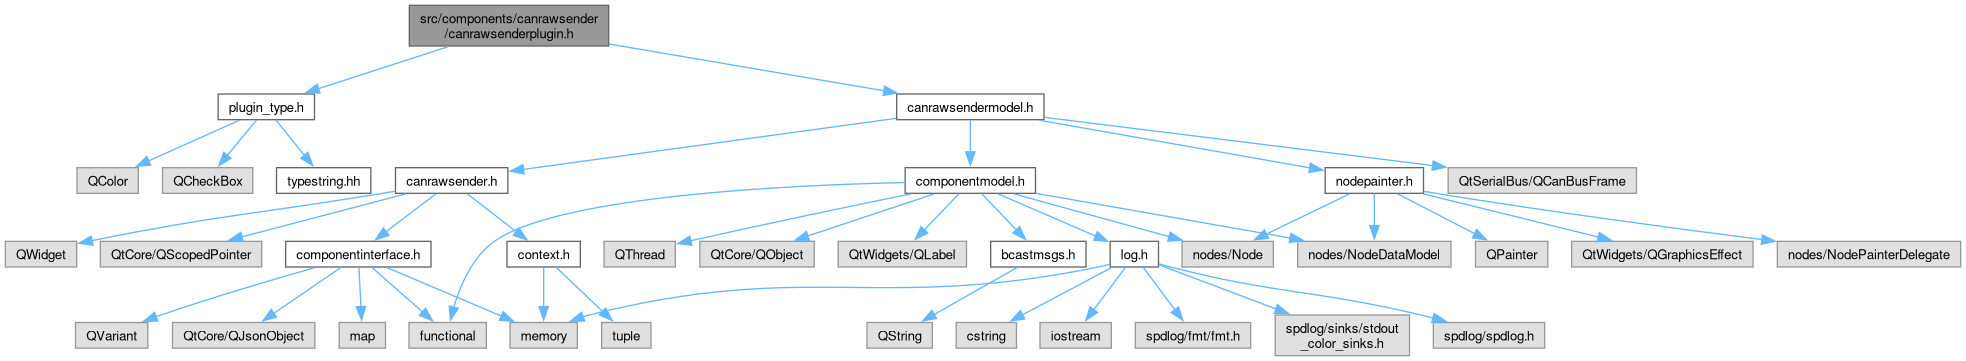 src/components/canrawsender
/canrawsenderplugin.h
plugin_type.h
canrawsendermodel.h
QColor
QCheckBox
typestring.hh
canrawsender.h
componentmodel.h
nodepainter.h
QtSerialBus/QCanBusFrame
QWidget
QtCore/QScopedPointer
componentinterface.h
context.h
QThread
QtCore/QObject
QtWidgets/QLabel
bcastmsgs.h
log.h
nodes/Node
nodes/NodeDataModel
QPainter
QtWidgets/QGraphicsEffect
nodes/NodePainterDelegate
QVariant
QtCore/QJsonObject
map
functional
memory
tuple
QString
cstring
iostream
spdlog/fmt/fmt.h
spdlog/sinks/stdout
_color_sinks.h
spdlog/spdlog.h